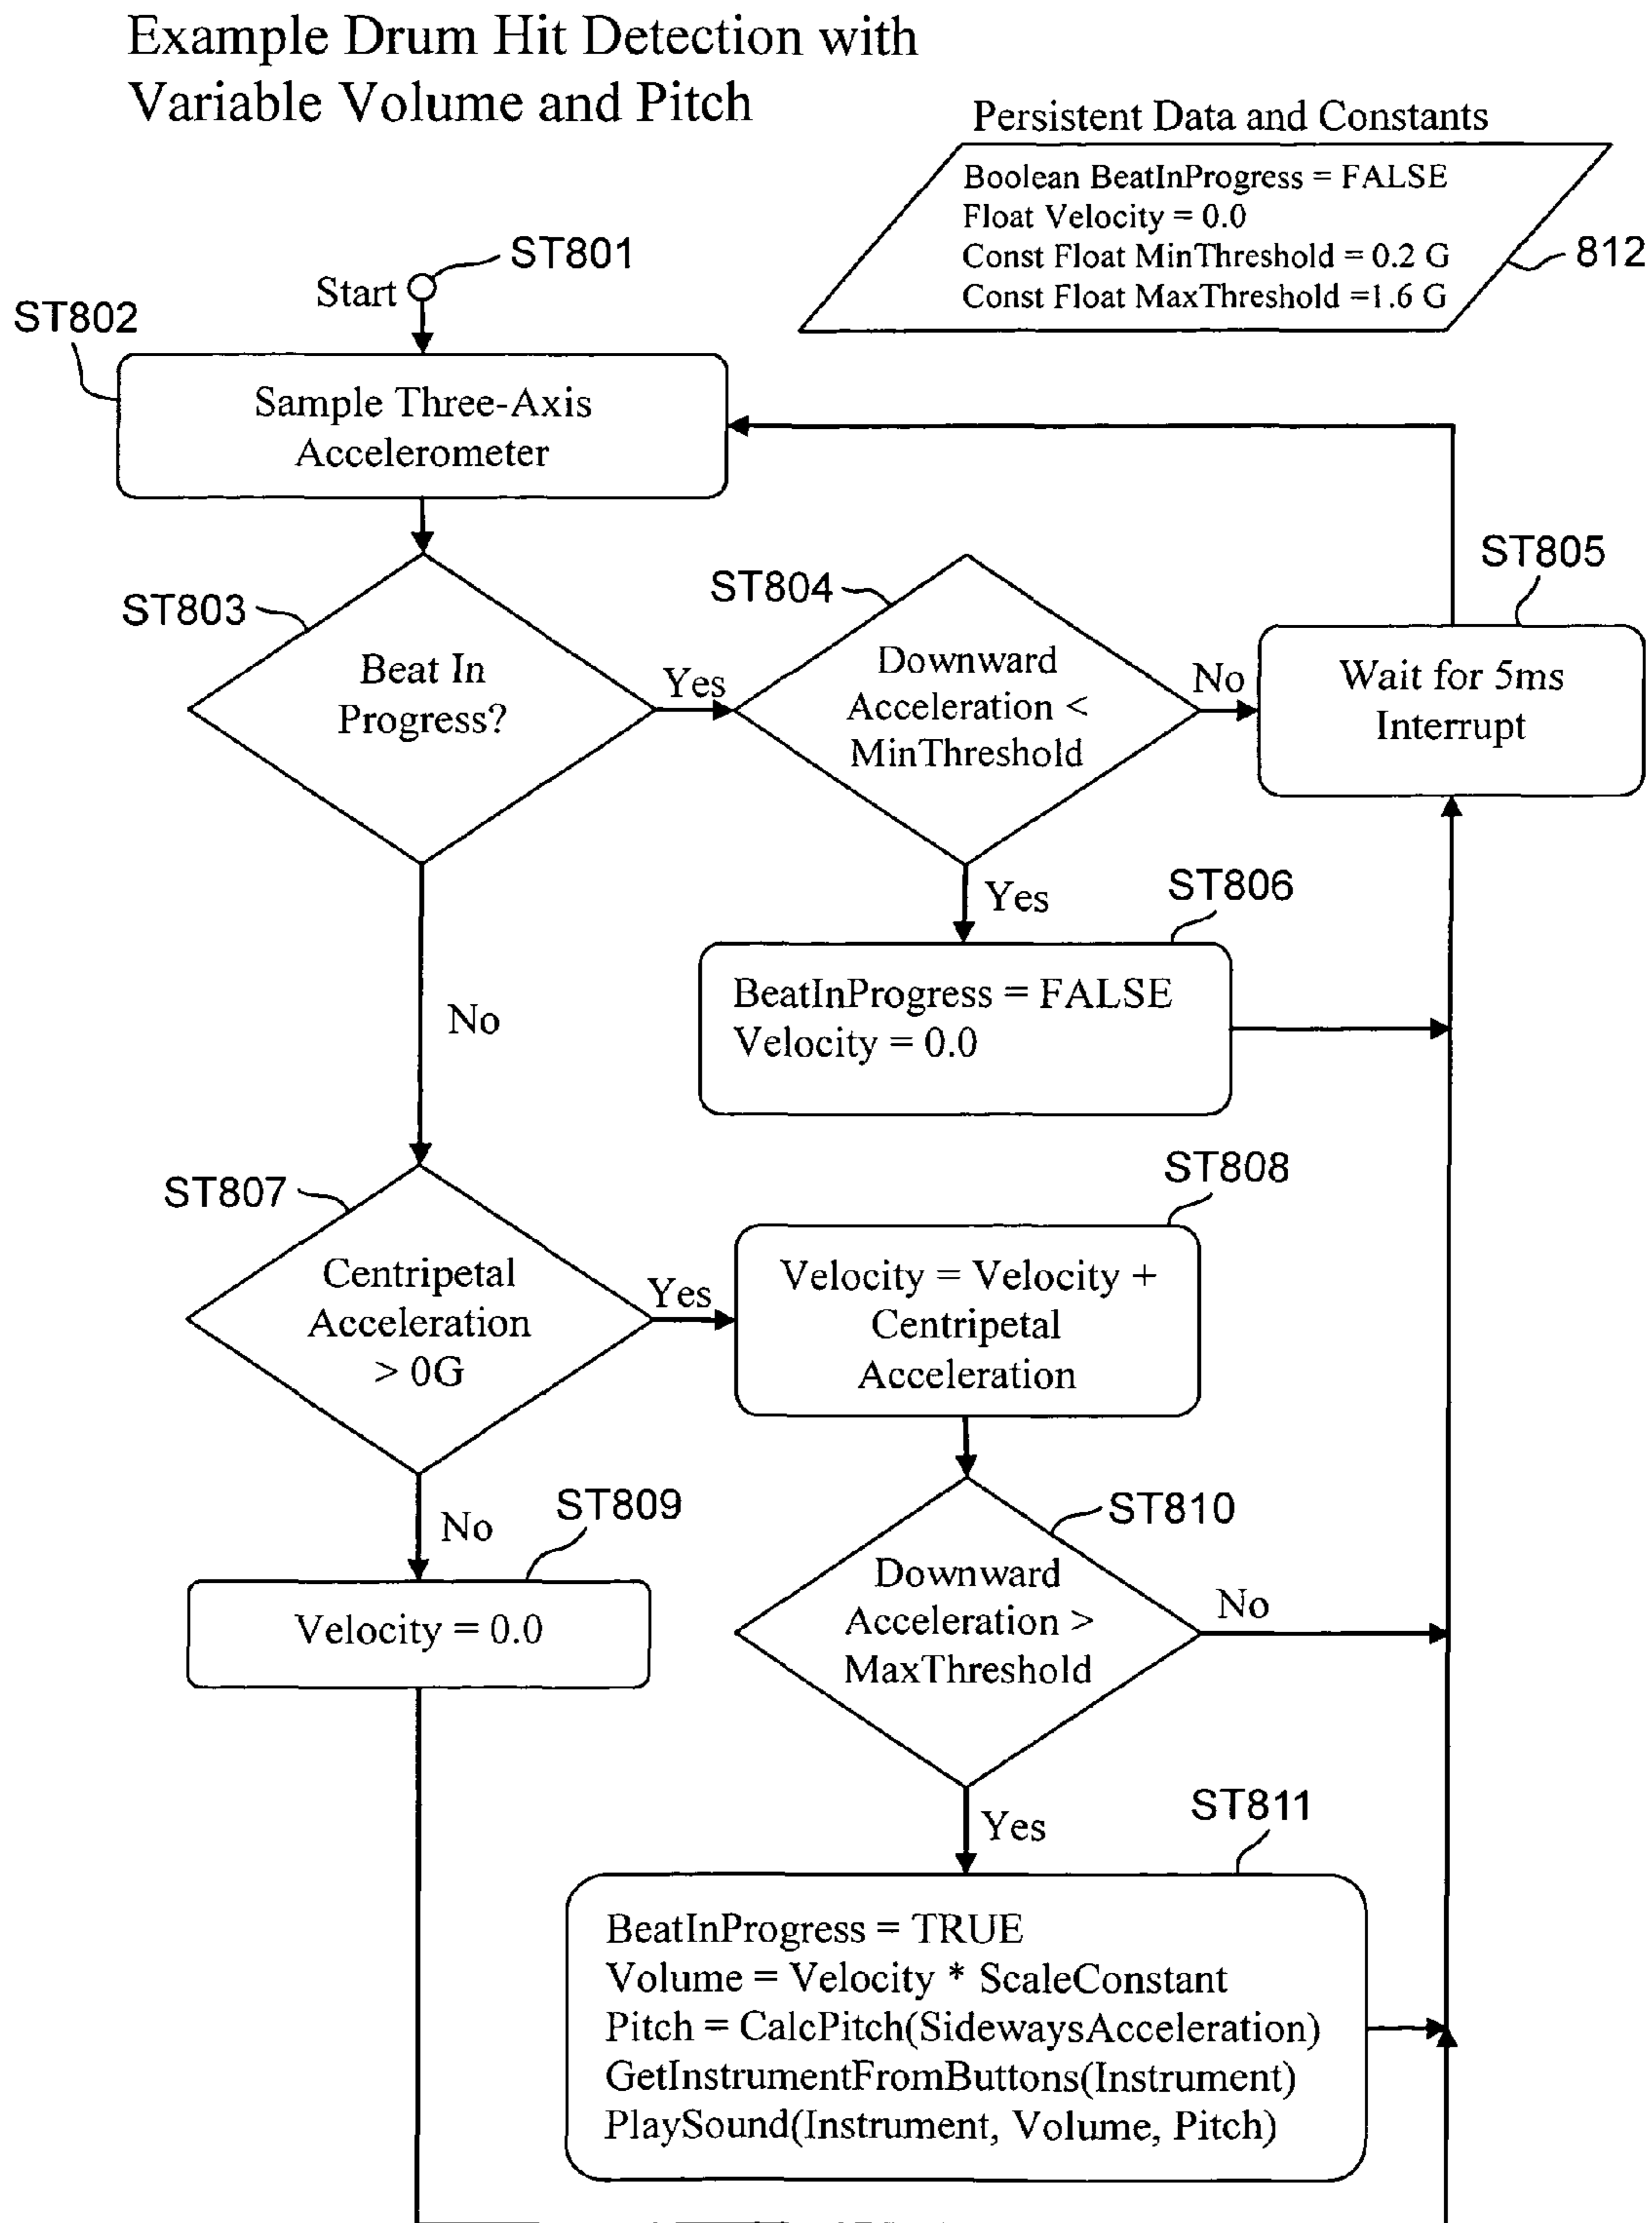 Example Drum Hit Detection with
Variable Volume and Pitch
Persistent Data and Constants
Boolean BeatInProgress = FALSE
Float Velocity = 0.0
Const Float MinThreshold = 0.2 G
Const Float MaxThreshold =1.6 G
812
ST801
Start
ST802
Sample Three-Axis
Accelerometer
ST803
Beat In
Progress?
Yes
ST804
Downward
Acceleration <
MinThreshold
No
ST805
Wait for 5ms
Interrupt
Yes
ST806
BeatInProgress = FALSE
Velocity = 0.0
No
ST807
Centripetal
Acceleration
> 0G
Yes
ST808
Velocity = Velocity +
Centripetal
Acceleration
No
ST809
Velocity = 0.0
ST810
Downward
Acceleration >
MaxThreshold
No
Yes
ST811
BeatInProgress = TRUE
Volume = Velocity * ScaleConstant
Pitch = CalcPitch(SidewaysAcceleration)
GetInstrumentFromButtons(Instrument)
PlaySound(Instrument, Volume, Pitch)